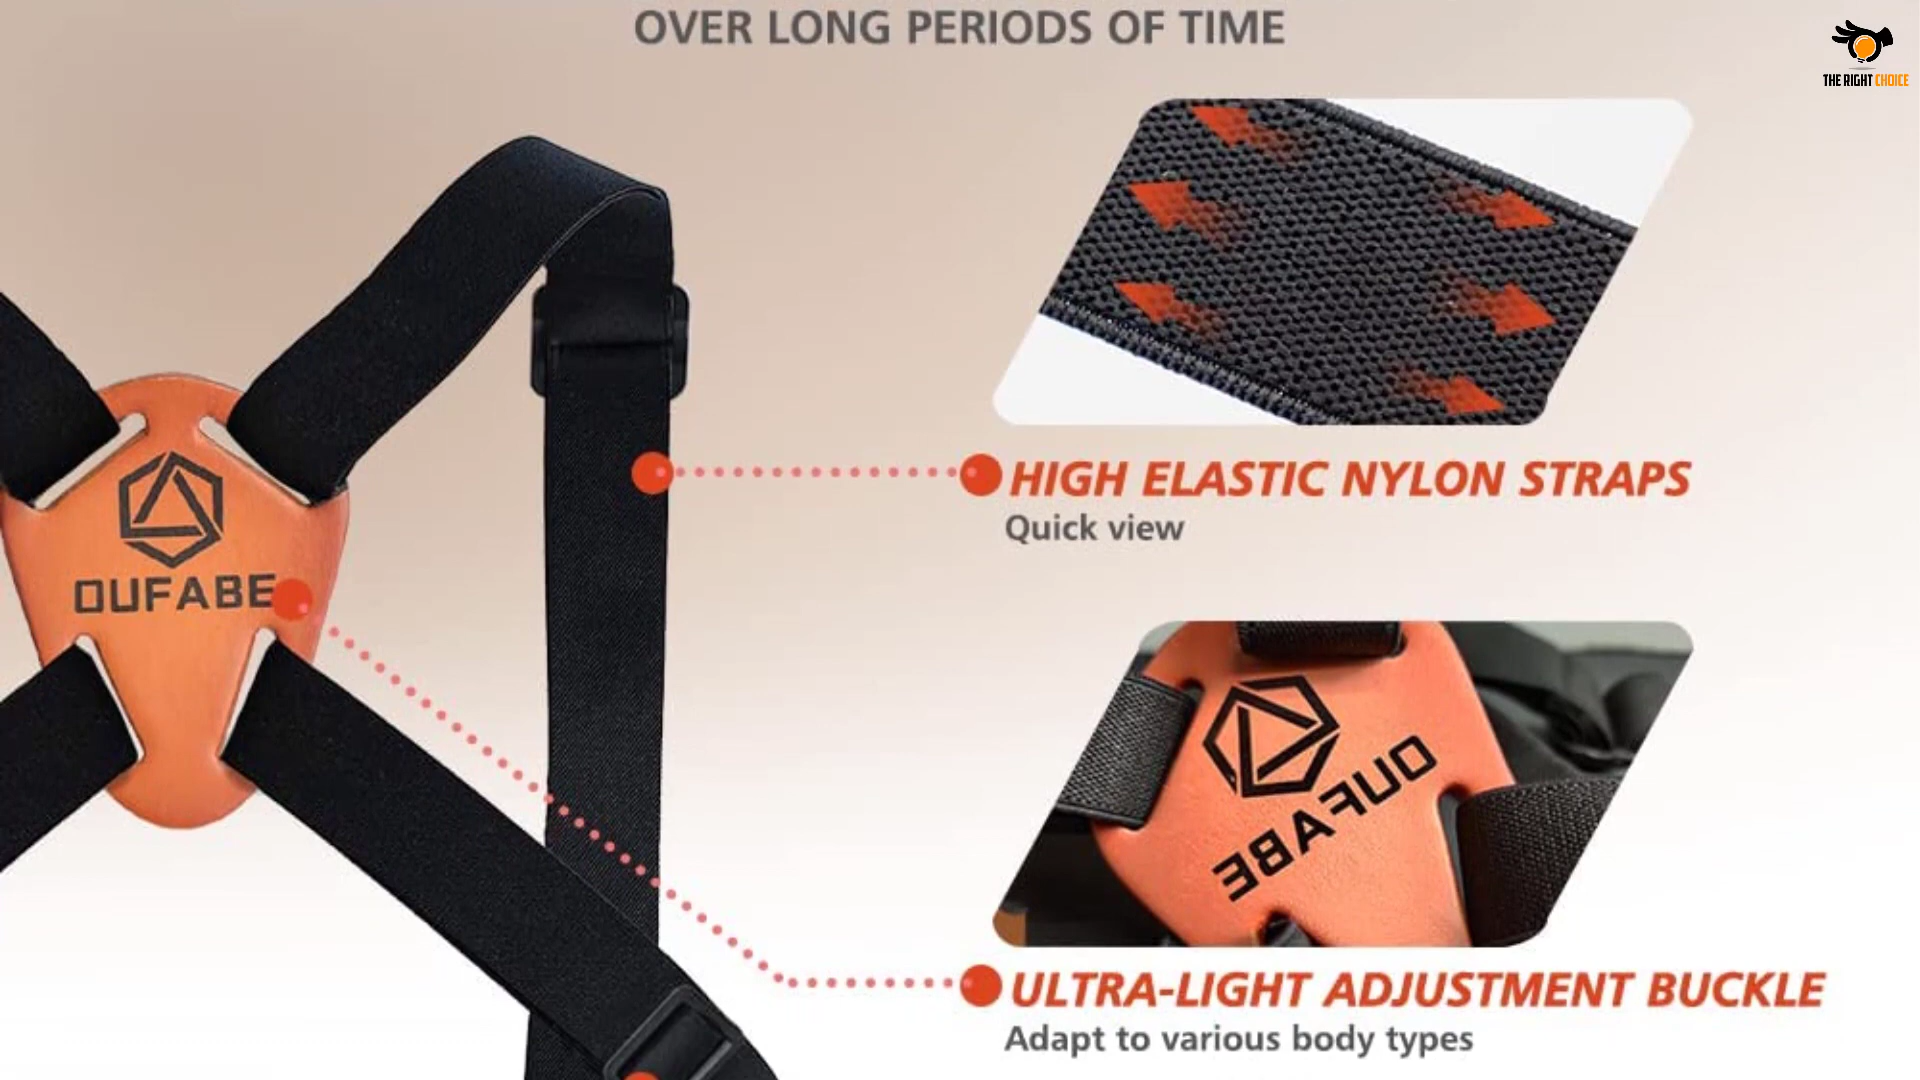 OVER LONG PERIODS OF TIME
THE RIGHT CHOICE
HIGH ELASTIC NYLON STRAPS
Quick view
OUFABE
OUFABE
ULTRA-LIGHT ADJUSTMENT BUCKLE
Adapt to various body types